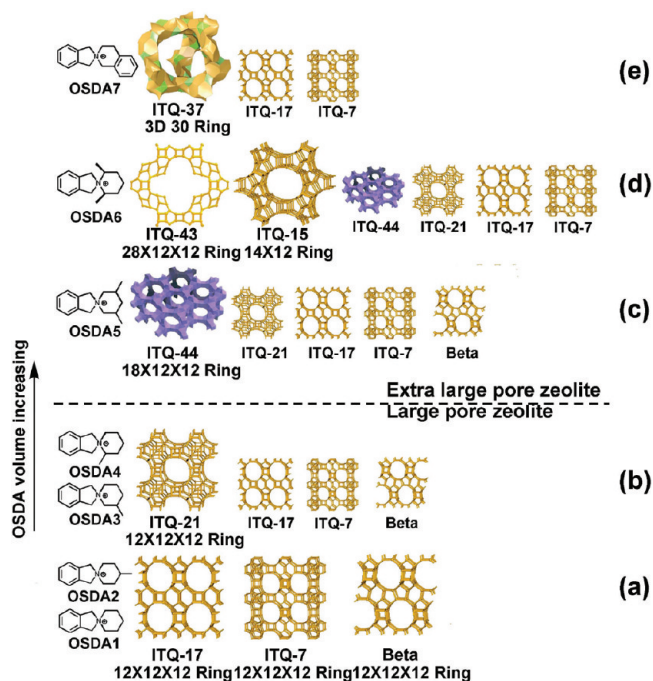 (e)
OSDA7
ITQ-37
3D 30 Ring
ITQ-17
ITQ-7
(d)
OSDA6
ITQ-43
28X12X12 Ring
ITQ-15
14X12 Ring
ITQ-44
ITQ-21
ITQ-17
ITQ-7
(c)
OSDA5
ITQ-44
18X12X12 Ring
ITQ-21
ITQ-17
ITQ-7
Beta
Extra large pore zeolite
Large pore zeolite
OSDA volume increasing
(b)
OSDA4
OSDA3
ITQ-21
12X12X12 Ring
ITQ-17
ITQ-7
Beta
(a)
OSDA2
OSDA1
ITQ-17
12X12X12 Ring
ITQ-7
12X12X12 Ring
Beta
12X12X12 Ring
N
N
N
N
N
N
N